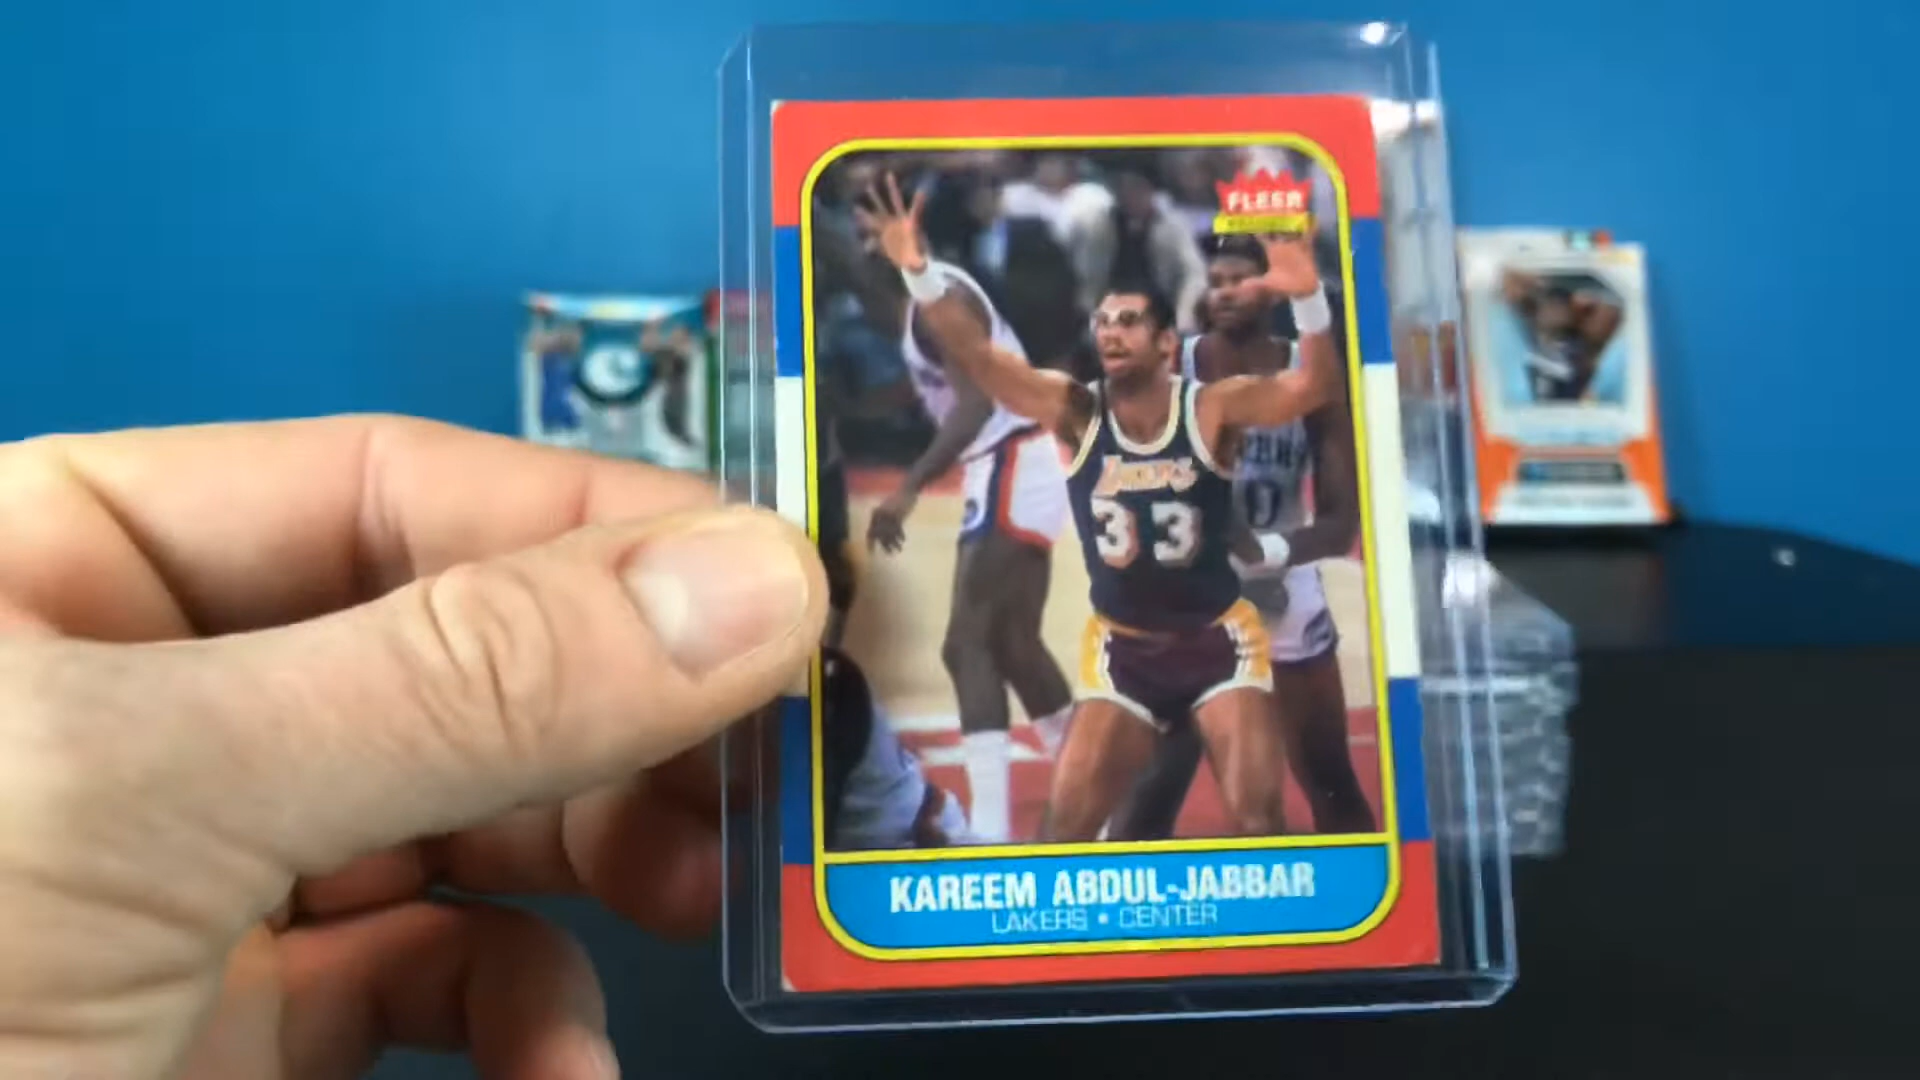 FLEER
Lakers
33
KAREEM ABDUL-JABBAR
LAKERS • CENTER